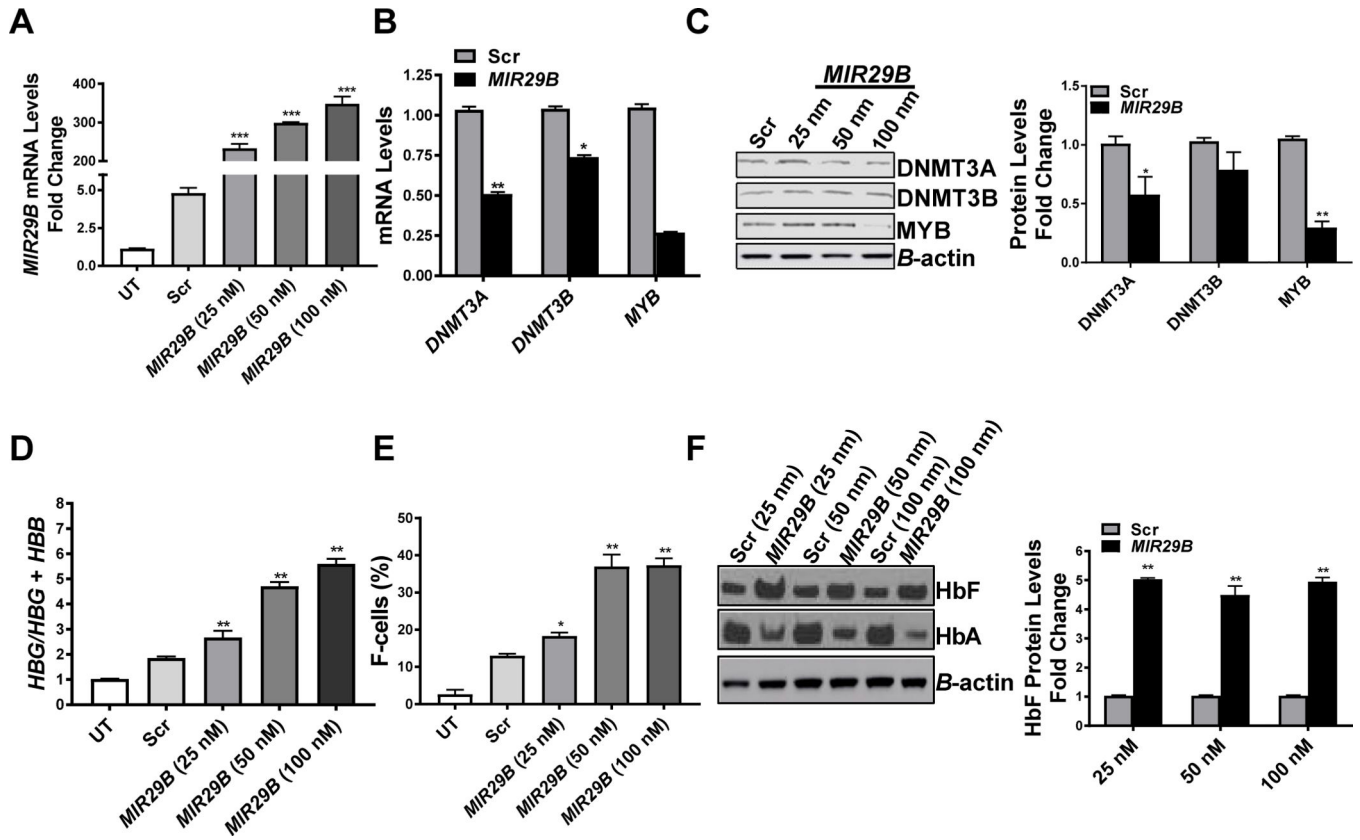 A
MIR29B mRNA Levels
Fold Change
400
300
200
5.0
2.5
0.0
***
***
***
UT
Scr
MIR29B (25 nM)
MIR29B (50 nM)
MIR29B (100 nM)
B
Scr
MIR29B
mRNA Levels
1.25
1.00
0.75
0.50
0.25
0.00
**
*
DNMT3A
DNMT3B
MYB
C
MIR29B
Scr
25 nm
50 nm
100 nm
DNMT3A
DNMT3B
MYB
B-actin
Scr
MIR29B
Protein Levels
Fold Change
1.5
1.0
0.5
0.0
*
**
DNMT3A
DNMT3B
MYB
D
HBG/HBG + HBB
8
7
6
5
4
3
2
1
0
**
**
**
UT
Scr
MIR29B (25 nM)
MIR29B (50 nM)
MIR29B (100 nM)
E
F-cells (%)
50
40
30
20
10
0
*
**
**
UT
Scr
MIR29B (25 nM)
MIR29B (50 nM)
MIR29B (100 nM)
F
Scr (25 nm)
MIR29B (25 nm)
Scr (50 nm)
MIR29B (50 nm)
Scr (100 nm)
MIR29B (100 nm)
HbF
HbA
B-actin
Scr
MIR29B
HbF Protein Levels
Fold Change
6
5
4
3
2
1
0
**
**
**
25 nM
50 nM
100 nM